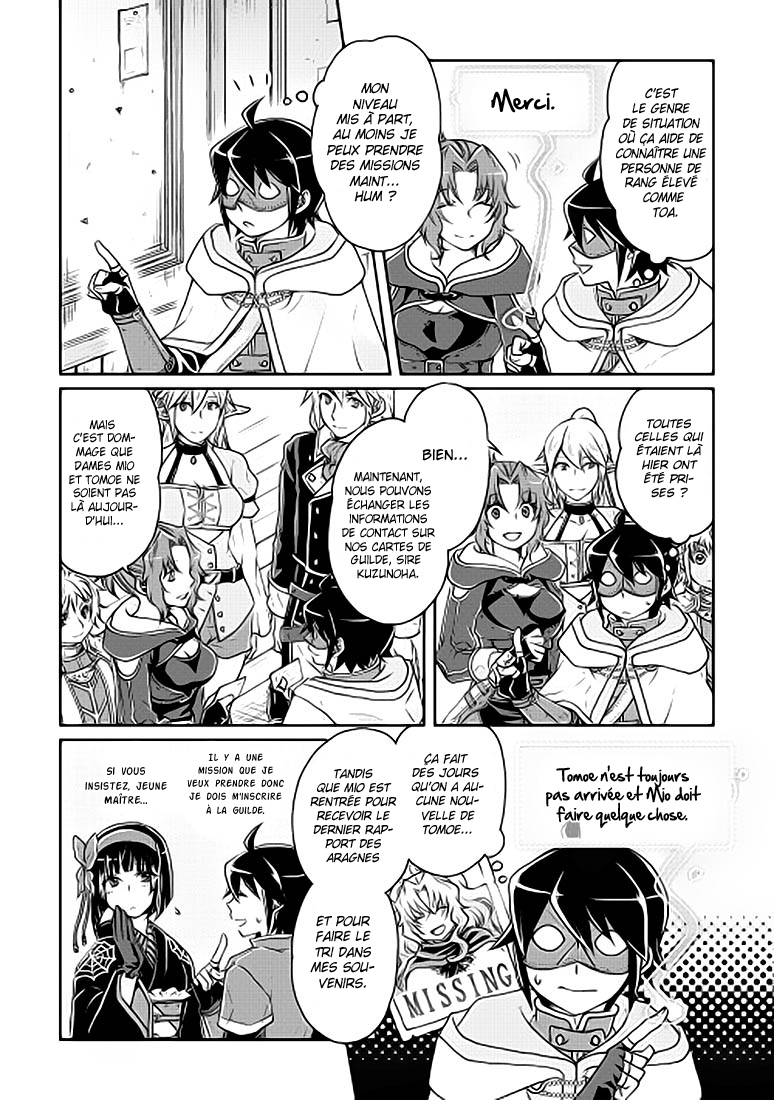 C'EST
LE GENRE
DE SITUATION
OÙ ÇA AIDE DE
CONNAÎTRE UNE
PERSONNE DE
RANG ÉLEVÉ
COMME
TOA.
Merci.
MON
NIVEAU
MIS À PART,
AU MOINS JE
PEUX PRENDRE
DES MISSIONS
MAINT...
HUM ?
TOUTES
CELLES QUI
ÉTAIENT LÀ
HIER ONT
ÉTÉ PRI-
SES ?
BIEN...
MAINTENANT,
NOUS POUVONS
ÉCHANGER LES
INFORMATIONS
DE CONTACT SUR
NOS CARTES DE
GUILDE, SIRE
KUZUNOHA.
MAIS
C'EST DOM-
MAGE QUE
DAMES MIO
ET TOMOE NE
SOIENT PAS
LÀ AUJOUR-
D'HUI...
Tomoe n'est toujours
pas arrivée et Mio doit
faire quelque chose.
ÇA FAIT
DES JOURS
QU'ON A AU-
CUNE NOU-
VELLE DE
TOMOE...
MISSING
TANDIS
QUE MIO EST
RENTRÉE POUR
RECEVOIR LE
DERNIER RAP-
PORT DES
ARAGNES
ET POUR
FAIRE LE
TRI DANS
MES SOU-
VENIRS.
IL Y A UNE
MISSION QUE JE
VEUX PRENDRE DONC
JE DOIS M'INSCRIRE
À LA GUILDE.
SI VOUS
INSISTEZ, JEUNE
MAÎTRE...